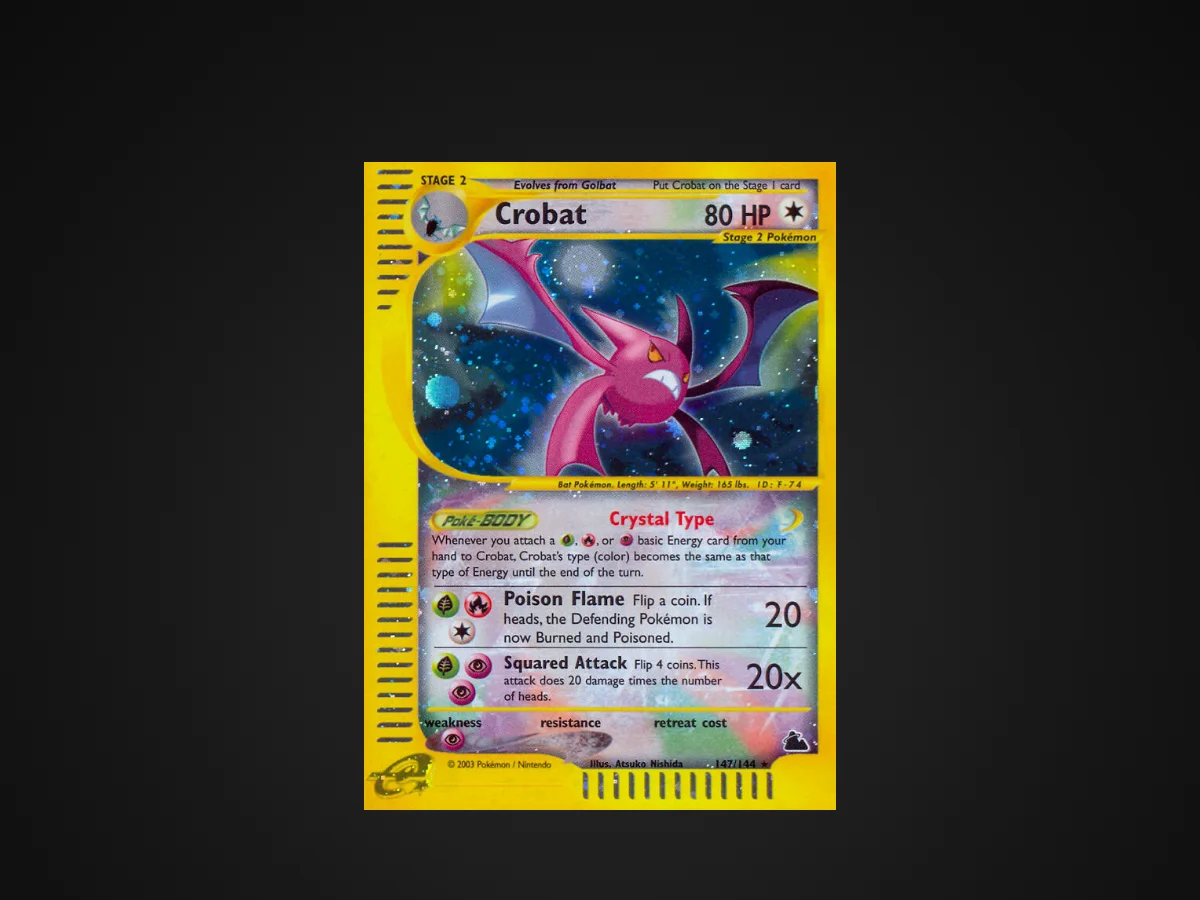 STAGE 2
Evolves from Golbat
Put Crobat on the Stage 1 card
Crobat
80 HP
Stage 2 Pokémon
Bat Pokémon. Length: 5' 11", Weight: 165 lbs. ID: F-74
Poké-BODY
Crystal Type
Whenever you attach a , , or basic Energy card from your
hand to Crobat, Crobat's type (color) becomes the same as that
type of Energy until the end of the turn.
Poison Flame Flip a coin. If
heads, the Defending Pokémon is
now Burned and Poisoned.
20
Squared Attack Flip 4 coins. This
attack does 20 damage times the number
of heads.
20x
weakness
resistance
retreat cost
© 2003 Pokémon / Nintendo
Illus. Atsuko Nishida
147/144 ★